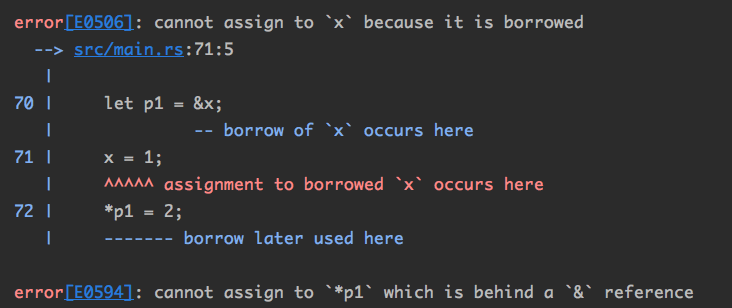 error[E0506]: cannot assign to `x` because it is borrowed
  --> src/main.rs:71:5
   |
70 |     let p1 = &x;
   |              -- borrow of `x` occurs here
71 |     x = 1;
   |     ^^^^^ assignment to borrowed `x` occurs here
72 |     *p1 = 2;
   |     ------- borrow later used here

error[E0594]: cannot assign to `*p1` which is behind a `&` reference